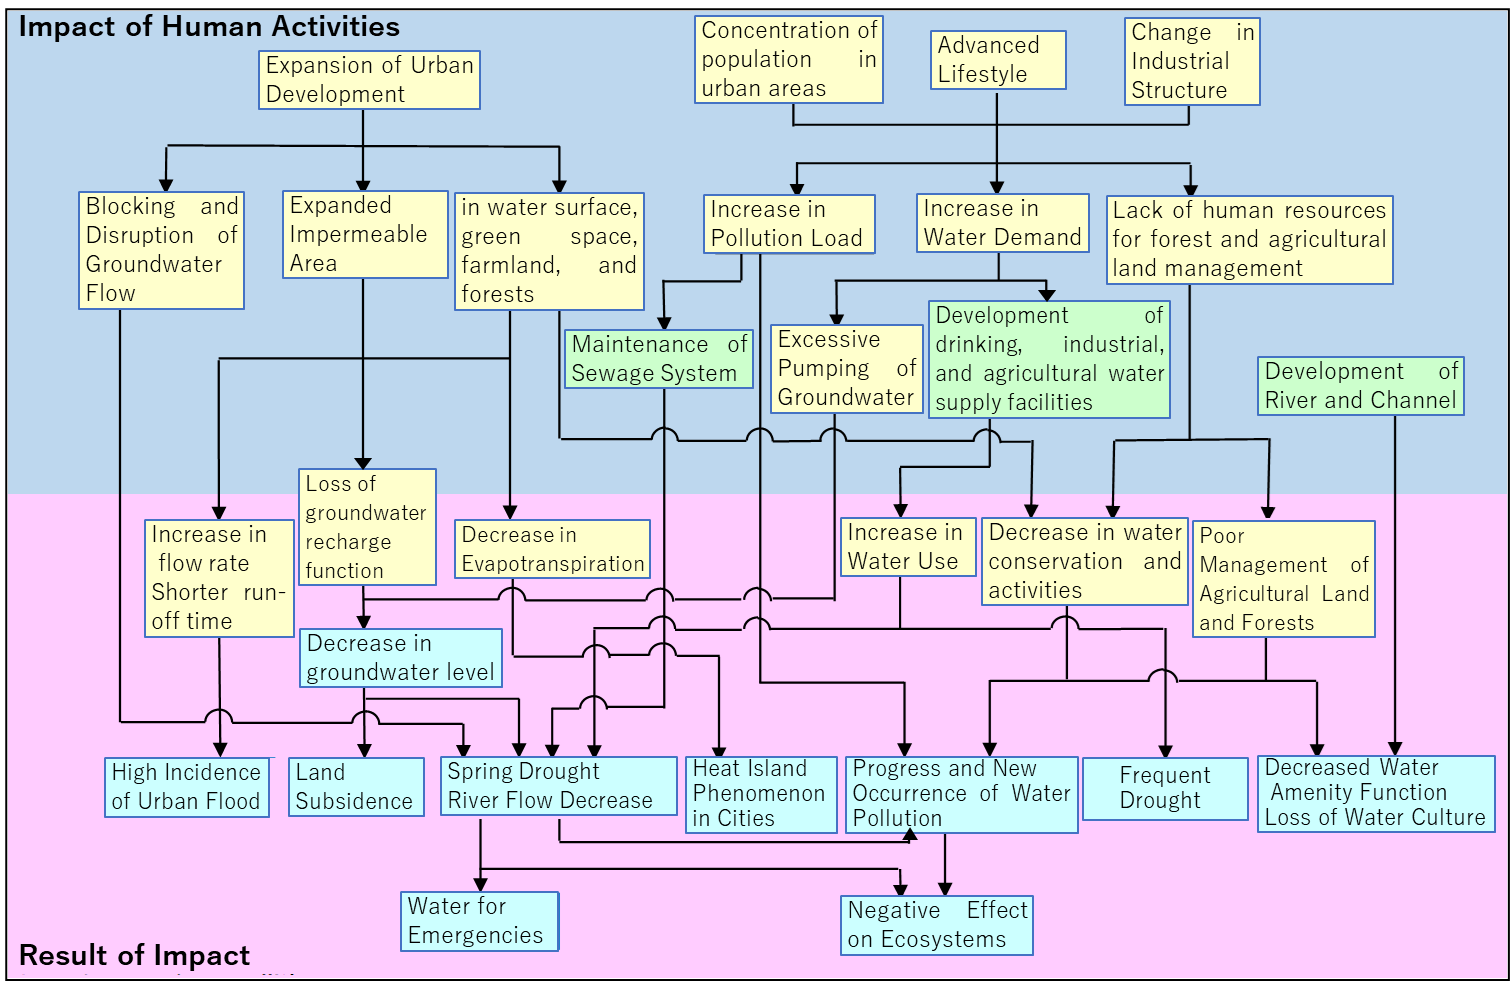 Impact of Human Activities
Expansion of Urban
Development
Concentration of
population in
urban areas
Advanced
Lifestyle
Change in
Industrial
Structure
Blocking and
Disruption of
Groundwater
Flow
Expanded
Impermeable
Area
in water surface,
green space,
farmland, and
forests
Increase in
Pollution Load
Increase in
Water Demand
Lack of human resources
for forest and agricultural
land management
Maintenance of
Sewage System
Excessive
Pumping of
Groundwater
Development of
drinking, industrial,
and agricultural water
supply facilities
Development of
River and Channel
Increase in
flow rate
Shorter run-
off time
Loss of
groundwater
recharge
function
Decrease in
Evapotranspiration
Increase in
Water Use
Decrease in water
conservation and
activities
Poor
Management of
Agricultural Land
and Forests
Decrease in
groundwater level
High Incidence
of Urban Flood
Land
Subsidence
Spring Drought
River Flow Decrease
Heat Island
Phenomenon
in Cities
Progress and New
Occurrence of Water
Pollution
Frequent
Drought
Decreased Water
Amenity Function
Loss of Water Culture
Water for
Emergencies
Negative Effect
on Ecosystems
Result of Impact